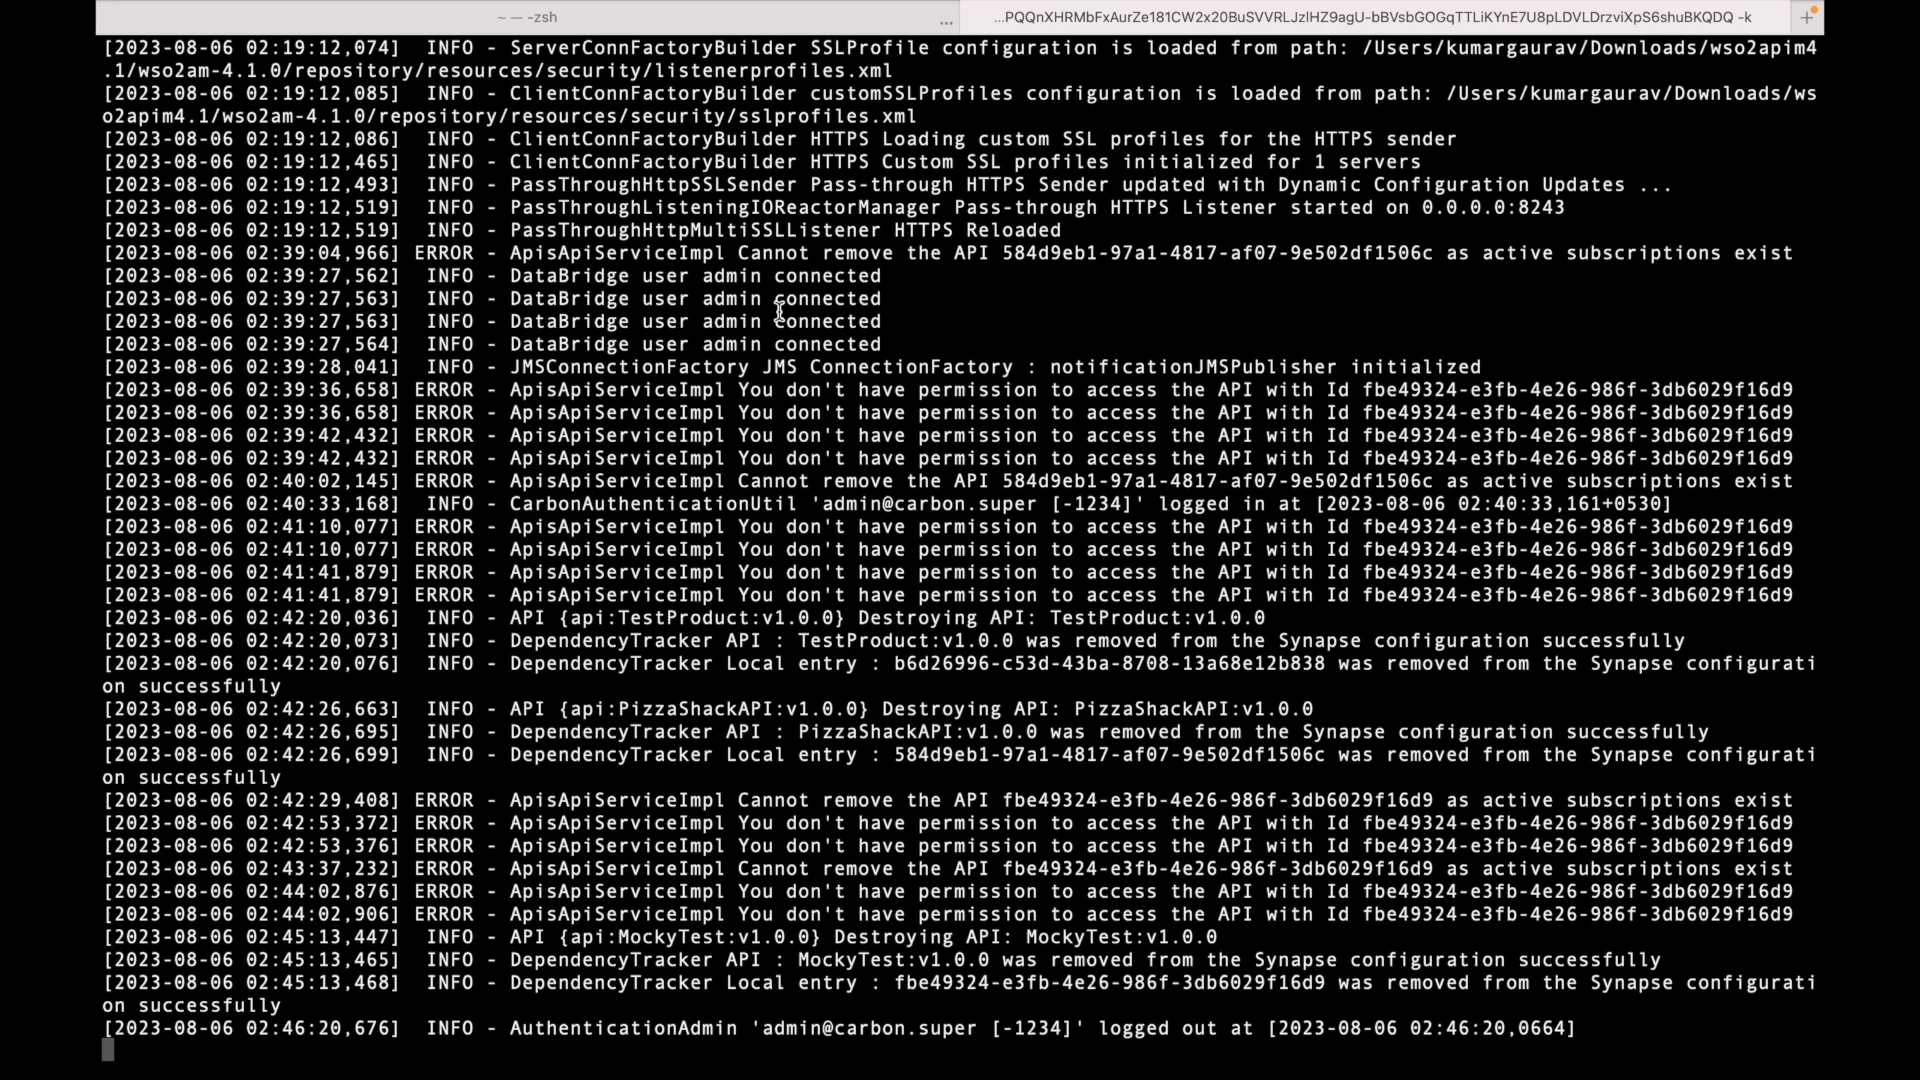 ~ — -zsh
... ...PQQnXHRMbFxAurZe181CW2x20BuSVVRLJzlHZ9agU-bBVsbGOGqTTLiKYnE7U8pLDVLDrzviXpS6shuBKQDQ -k +
[2023-08-06 02:19:12,074]  INFO - ServerConnFactoryBuilder SSLProfile configuration is loaded from path: /Users/kumargaurav/Downloads/wso2apim4
.1/wso2am-4.1.0/repository/resources/security/listenerprofiles.xml
[2023-08-06 02:19:12,085]  INFO - ClientConnFactoryBuilder customSSLProfiles configuration is loaded from path: /Users/kumargaurav/Downloads/ws
o2apim4.1/wso2am-4.1.0/repository/resources/security/sslprofiles.xml
[2023-08-06 02:19:12,086]  INFO - ClientConnFactoryBuilder HTTPS Loading custom SSL profiles for the HTTPS sender
[2023-08-06 02:19:12,465]  INFO - ClientConnFactoryBuilder HTTPS Custom SSL profiles initialized for 1 servers
[2023-08-06 02:19:12,493]  INFO - PassThroughHttpSSLSender Pass-through HTTPS Sender updated with Dynamic Configuration Updates ...
[2023-08-06 02:19:12,519]  INFO - PassThroughListeningIOReactorManager Pass-through HTTPS Listener started on 0.0.0.0:8243
[2023-08-06 02:19:12,519]  INFO - PassThroughHttpMultiSSLListener HTTPS Reloaded
[2023-08-06 02:39:04,966] ERROR - ApisApiServiceImpl Cannot remove the API 584d9eb1-97a1-4817-af07-9e502df1506c as active subscriptions exist
[2023-08-06 02:39:27,562]  INFO - DataBridge user admin connected
[2023-08-06 02:39:27,563]  INFO - DataBridge user admin connected
[2023-08-06 02:39:27,563]  INFO - DataBridge user admin connected
[2023-08-06 02:39:27,564]  INFO - DataBridge user admin connected
[2023-08-06 02:39:28,041]  INFO - JMSConnectionFactory JMS ConnectionFactory : notificationJMSPublisher initialized
[2023-08-06 02:39:36,658] ERROR - ApisApiServiceImpl You don't have permission to access the API with Id fbe49324-e3fb-4e26-986f-3db6029f16d9
[2023-08-06 02:39:36,658] ERROR - ApisApiServiceImpl You don't have permission to access the API with Id fbe49324-e3fb-4e26-986f-3db6029f16d9
[2023-08-06 02:39:42,432] ERROR - ApisApiServiceImpl You don't have permission to access the API with Id fbe49324-e3fb-4e26-986f-3db6029f16d9
[2023-08-06 02:39:42,432] ERROR - ApisApiServiceImpl You don't have permission to access the API with Id fbe49324-e3fb-4e26-986f-3db6029f16d9
[2023-08-06 02:40:02,145] ERROR - ApisApiServiceImpl Cannot remove the API 584d9eb1-97a1-4817-af07-9e502df1506c as active subscriptions exist
[2023-08-06 02:40:33,168]  INFO - CarbonAuthenticationUtil 'admin@carbon.super [-1234]' logged in at [2023-08-06 02:40:33,161+0530]
[2023-08-06 02:41:10,077] ERROR - ApisApiServiceImpl You don't have permission to access the API with Id fbe49324-e3fb-4e26-986f-3db6029f16d9
[2023-08-06 02:41:10,077] ERROR - ApisApiServiceImpl You don't have permission to access the API with Id fbe49324-e3fb-4e26-986f-3db6029f16d9
[2023-08-06 02:41:41,879] ERROR - ApisApiServiceImpl You don't have permission to access the API with Id fbe49324-e3fb-4e26-986f-3db6029f16d9
[2023-08-06 02:41:41,879] ERROR - ApisApiServiceImpl You don't have permission to access the API with Id fbe49324-e3fb-4e26-986f-3db6029f16d9
[2023-08-06 02:42:20,036]  INFO - API {api:TestProduct:v1.0.0} Destroying API: TestProduct:v1.0.0
[2023-08-06 02:42:20,073]  INFO - DependencyTracker API : TestProduct:v1.0.0 was removed from the Synapse configuration successfully
[2023-08-06 02:42:20,076]  INFO - DependencyTracker Local entry : b6d26996-c53d-43ba-8708-13a68e12b838 was removed from the Synapse configurati
on successfully
[2023-08-06 02:42:26,663]  INFO - API {api:PizzaShackAPI:v1.0.0} Destroying API: PizzaShackAPI:v1.0.0
[2023-08-06 02:42:26,695]  INFO - DependencyTracker API : PizzaShackAPI:v1.0.0 was removed from the Synapse configuration successfully
[2023-08-06 02:42:26,699]  INFO - DependencyTracker Local entry : 584d9eb1-97a1-4817-af07-9e502df1506c was removed from the Synapse configurati
on successfully
[2023-08-06 02:42:29,408] ERROR - ApisApiServiceImpl Cannot remove the API fbe49324-e3fb-4e26-986f-3db6029f16d9 as active subscriptions exist
[2023-08-06 02:42:53,372] ERROR - ApisApiServiceImpl You don't have permission to access the API with Id fbe49324-e3fb-4e26-986f-3db6029f16d9
[2023-08-06 02:42:53,376] ERROR - ApisApiServiceImpl You don't have permission to access the API with Id fbe49324-e3fb-4e26-986f-3db6029f16d9
[2023-08-06 02:43:37,232] ERROR - ApisApiServiceImpl Cannot remove the API fbe49324-e3fb-4e26-986f-3db6029f16d9 as active subscriptions exist
[2023-08-06 02:44:02,876] ERROR - ApisApiServiceImpl You don't have permission to access the API with Id fbe49324-e3fb-4e26-986f-3db6029f16d9
[2023-08-06 02:44:02,906] ERROR - ApisApiServiceImpl You don't have permission to access the API with Id fbe49324-e3fb-4e26-986f-3db6029f16d9
[2023-08-06 02:45:13,447]  INFO - API {api:MockyTest:v1.0.0} Destroying API: MockyTest:v1.0.0
[2023-08-06 02:45:13,465]  INFO - DependencyTracker API : MockyTest:v1.0.0 was removed from the Synapse configuration successfully
[2023-08-06 02:45:13,468]  INFO - DependencyTracker Local entry : fbe49324-e3fb-4e26-986f-3db6029f16d9 was removed from the Synapse configurati
on successfully
[2023-08-06 02:46:20,676]  INFO - AuthenticationAdmin 'admin@carbon.super [-1234]' logged out at [2023-08-06 02:46:20,0664]